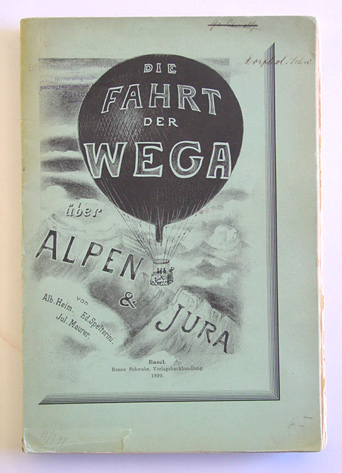 DIE
FAHRT
DER
WEGA
über
ALPEN
&
JURA
von
Alb. Heim. Ed. Spelterini.
Jul. Maurer.
Basel.
Benno Schwabe, Verlagsbuchhandlung